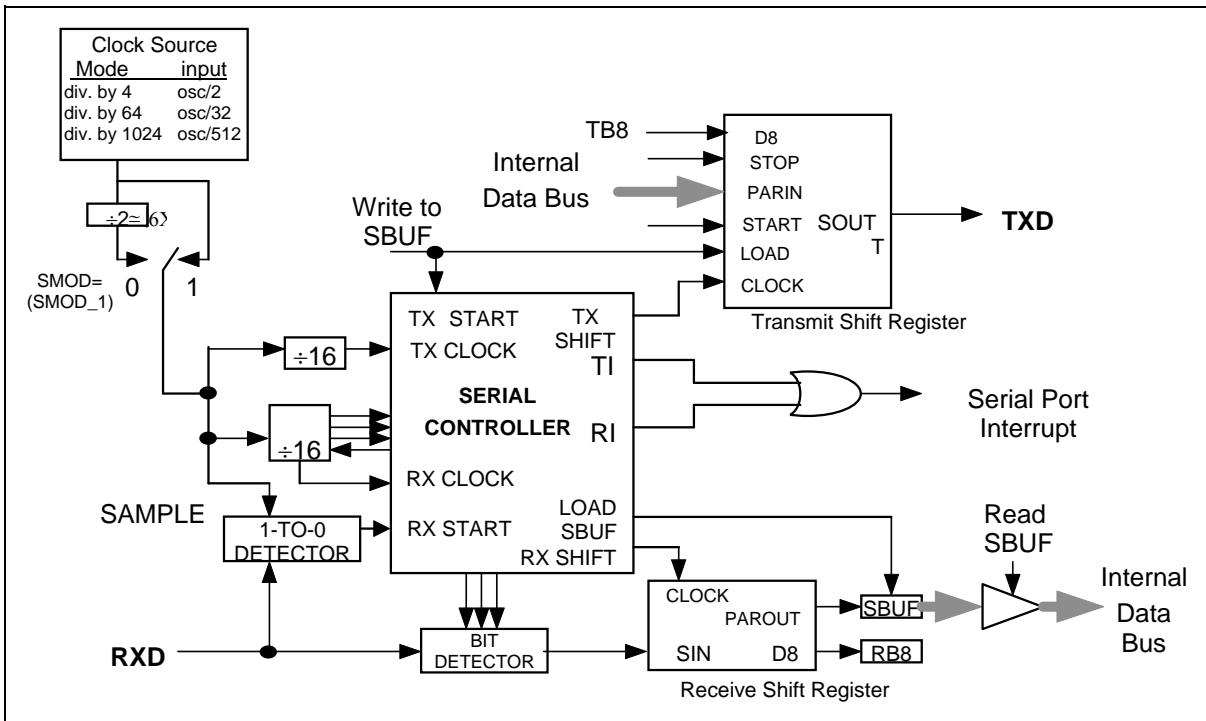 Clock Source
Mode input
div. by 4 osc/2
div. by 64 osc/32
div. by 1024 osc/512
÷2
SMOD=
(SMOD_1)
0 1
TB8
Internal
Data Bus
Write to
SBUF
D8
STOP
PARIN
START
LOAD
CLOCK
SOUT
T
TXD
Transmit Shift Register
÷16
÷16
TX START
TX CLOCK
SERIAL
CONTROLLER
RX CLOCK
RX START
TX
SHIFT
TI
RI
LOAD
SBUF
RX SHIFT
Serial Port
Interrupt
SAMPLE
1-TO-0
DETECTOR
RXD
BIT
DETECTOR
CLOCK
PAROUT
SIN D8
Receive Shift Register
SBUF
RB8
Read
SBUF
Internal
Data
Bus